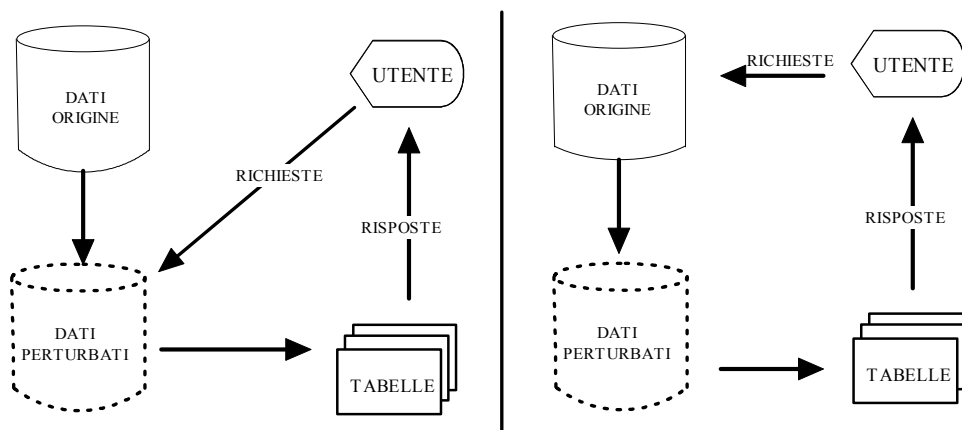 UTENTE
DATI
ORIGINE
RICHIESTE
RISPOSTE
DATI
PERTURBATI
TABELLE
RICHIESTE
UTENTE
DATI
ORIGINE
RISPOSTE
DATI
PERTURBATI
TABELLE